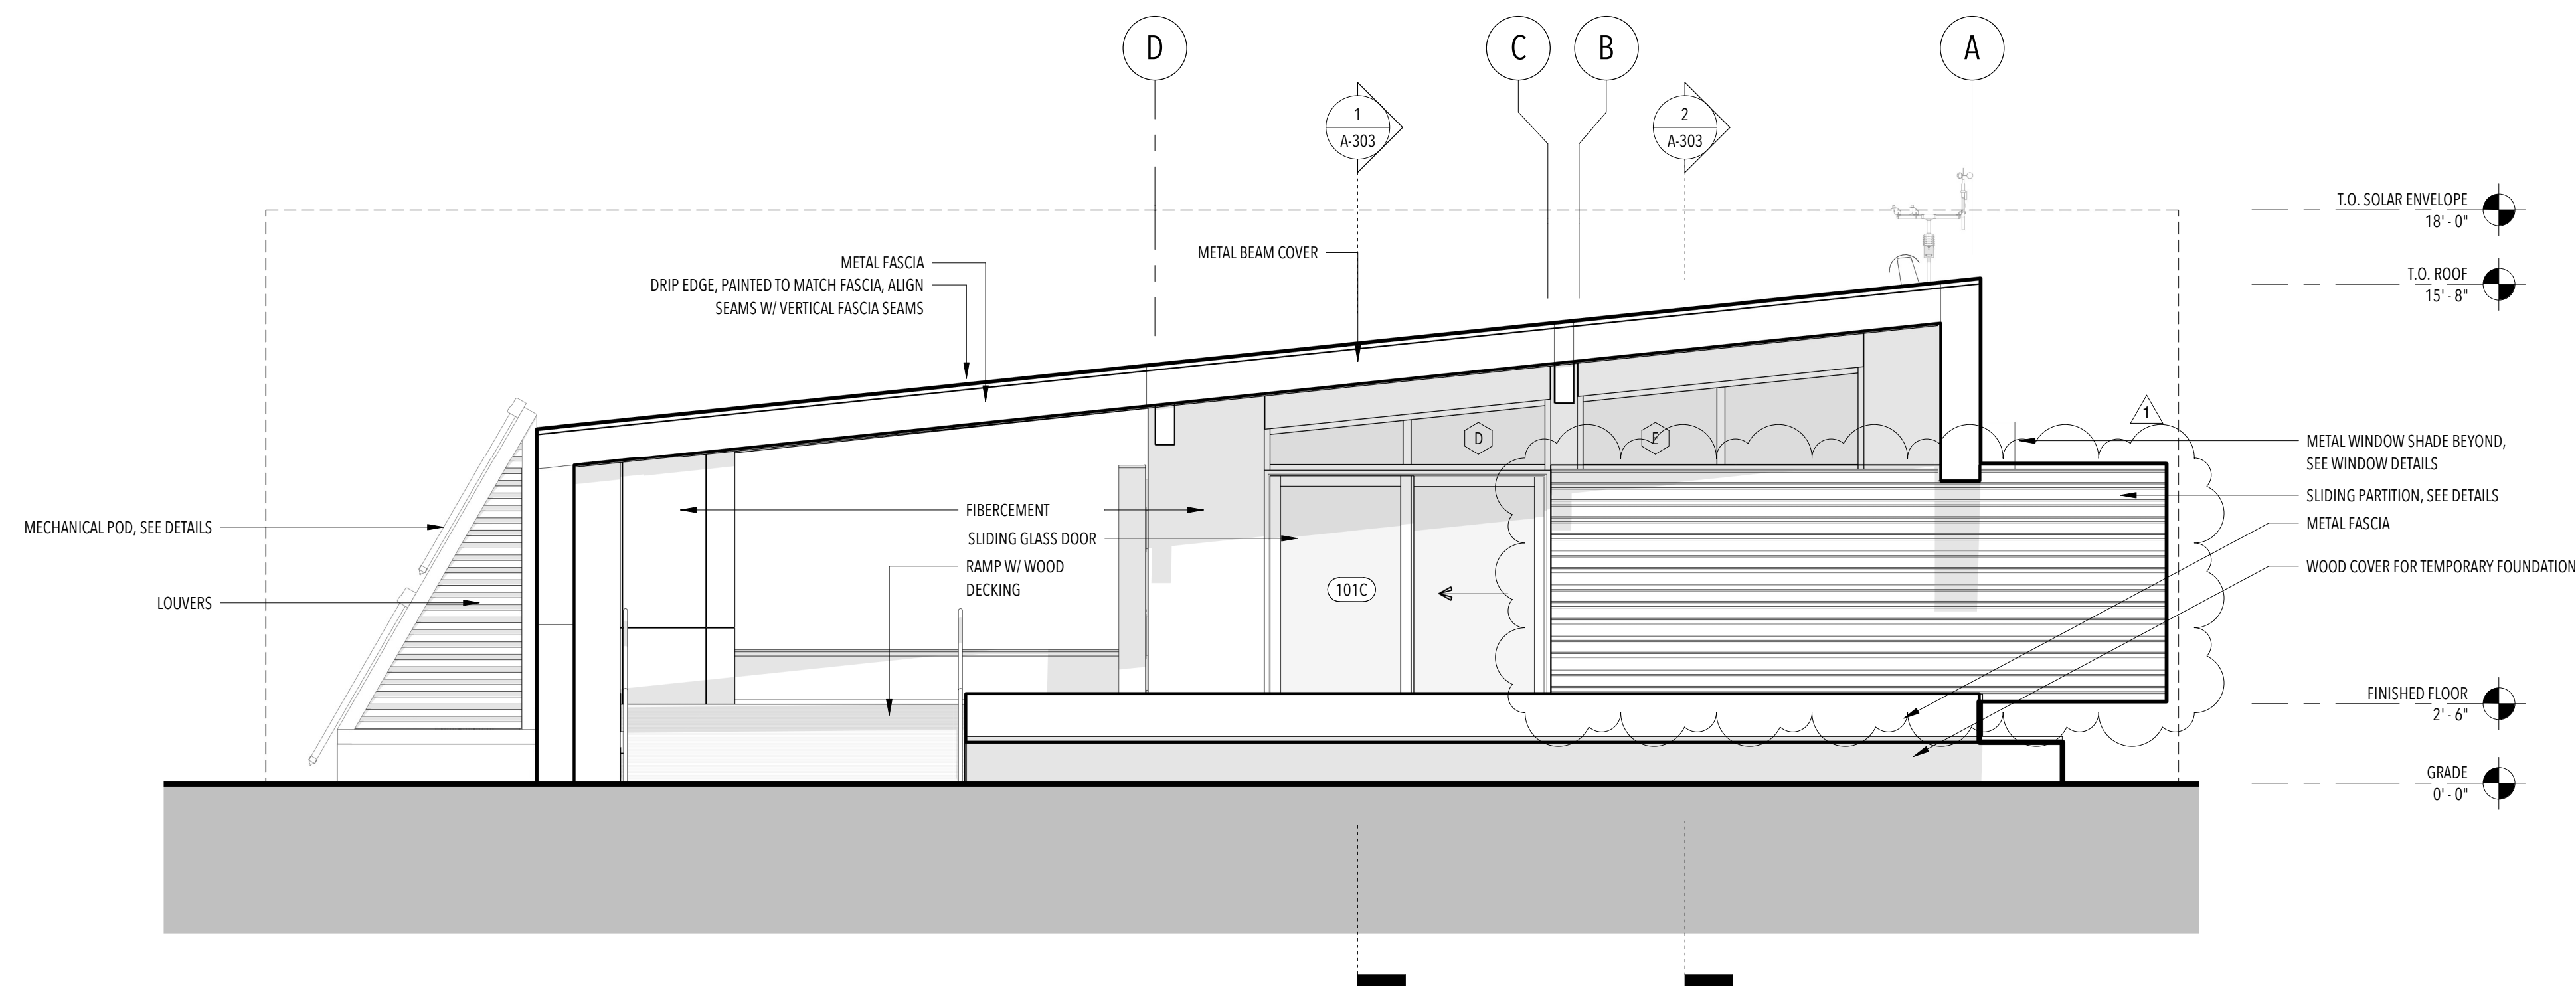 D
C
B
A
1
A-303
2
A-303
T.O. SOLAR ENVELOPE
18' - 0"
T.O. ROOF
15' - 8"
METAL BEAM COVER
METAL FASCIA
DRIP EDGE, PAINTED TO MATCH FASCIA, ALIGN
SEAMS W/ VERTICAL FASCIA SEAMS
1
D
E
METAL WINDOW SHADE BEYOND,
SEE WINDOW DETAILS
SLIDING PARTITION, SEE DETAILS
METAL FASCIA
WOOD COVER FOR TEMPORARY FOUNDATION
FIBERCEMENT
SLIDING GLASS DOOR
RAMP W/ WOOD
DECKING
101C
MECHANICAL POD, SEE DETAILS
LOUVERS
FINISHED FLOOR
2' - 6"
GRADE
0' - 0"